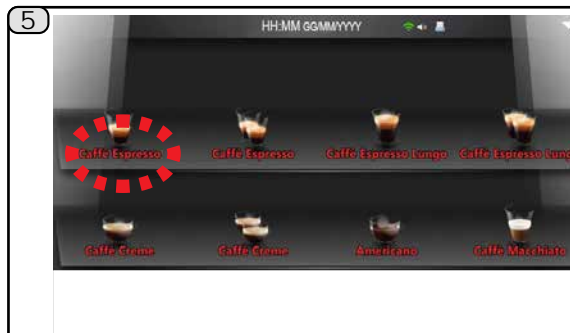 5
HH:MM GG/MM/YYYY
Caffè Espresso Caffè Espresso Caffè Espresso Lungo Caffè Espresso Lung
Caffè Creme Caffè Creme Americano Caffè Macchiato